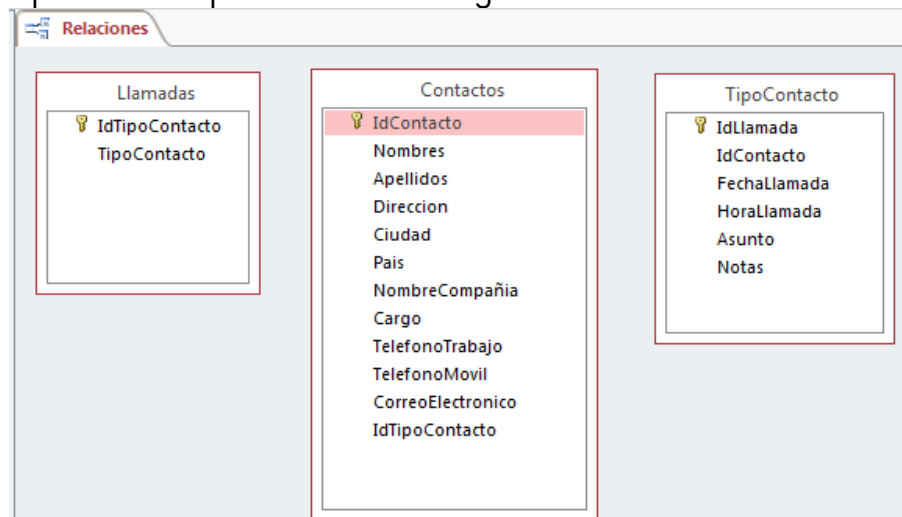 Relaciones
Llamadas
IdTipoContacto
TipoContacto
Contactos
IdContacto
Nombres
Apellidos
Direccion
Ciudad
Pais
NombreCompañia
Cargo
TelefonoTrabajo
TelefonoMovil
CorreoElectronico
IdTipoContacto
TipoContacto
IdLlamada
IdContacto
FechaLlamada
HoraLlamada
Asunto
Notas